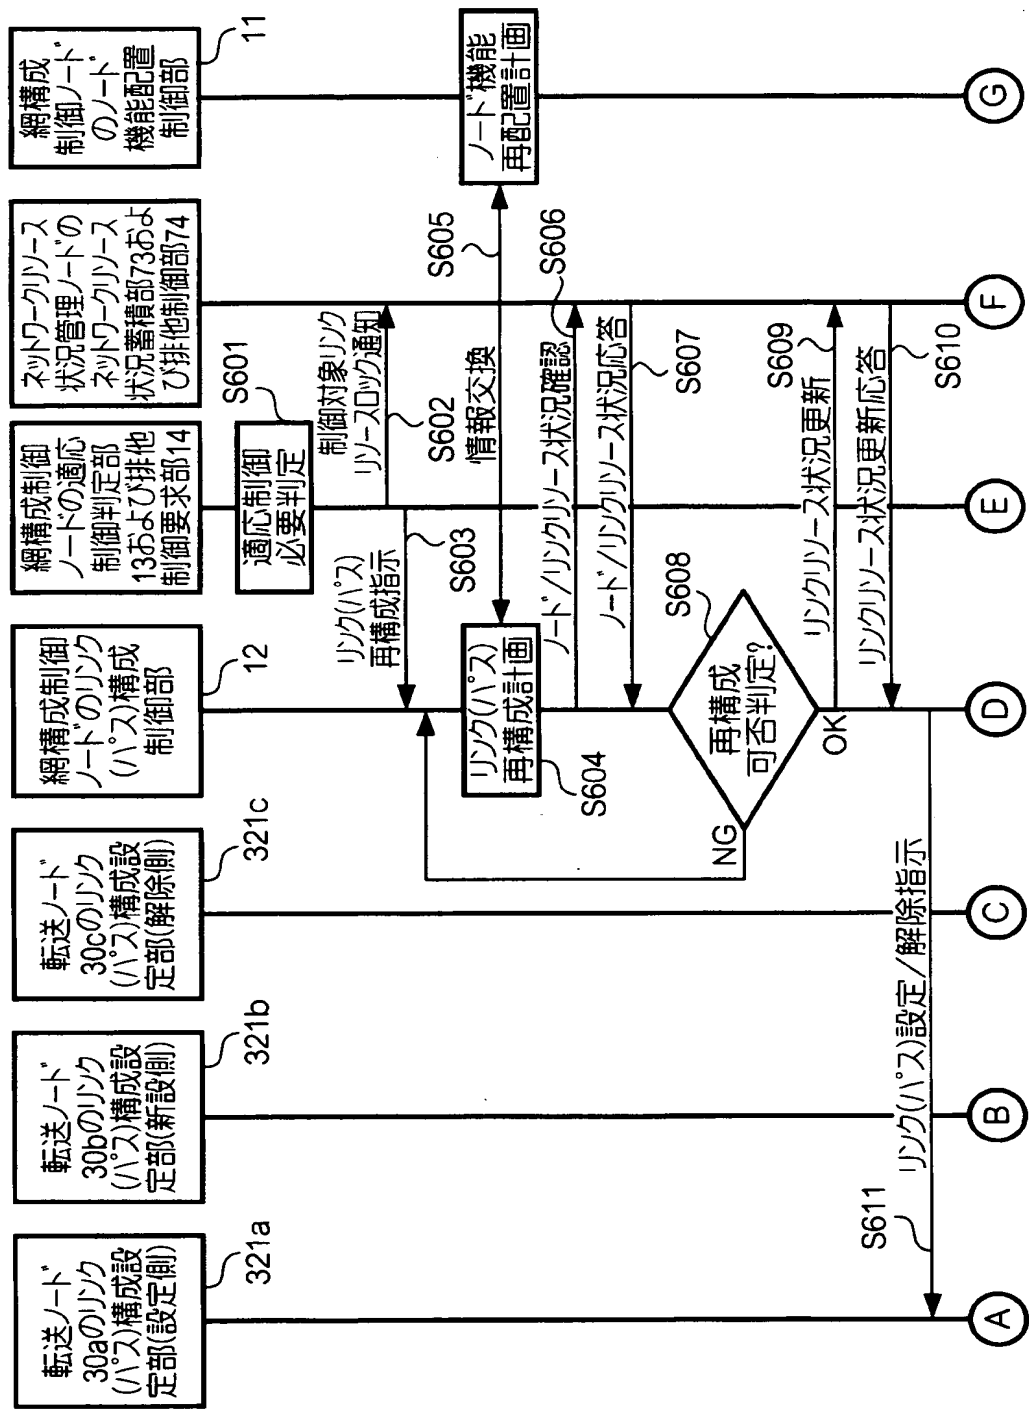 転送ノード
30aのリンク
(パス)構成設
定部(設定側)
321a
転送ノード
30bのリンク
(パス)構成設
定部(新設側)
321b
転送ノード
30cのリンク
(パス)構成設
定部(解除側)
321c
網構成制御
ノードのリンク
(パス)構成
制御部
12
網構成制御
ノードの適応
制御判定部
13および排他
制御要求部14
ネットワークリソース
状況管理ノードの
ネットワークリソース
状況蓄積部73およ
び排他制御部74
網構成
制御ノード
のノード
機能配置
制御部
11
適応制御
必要判定
S601
制御対象リンク
リソースロック通知
S602
リンク(パス)
再構成指示
S603
リンク(パス)
再構成計画
S604
情報交換
S605
ノード機能
再配置計画
ノード/リンクリソース状況確認
S606
ノード/リンクリソース状況応答
S607
再構成
可否判定?
S608
NG
OK
リンクリソース状況更新
S609
リンクリソース状況更新応答
S610
リンク(パス)設定/解除指示
S611
A
B
C
D
E
F
G